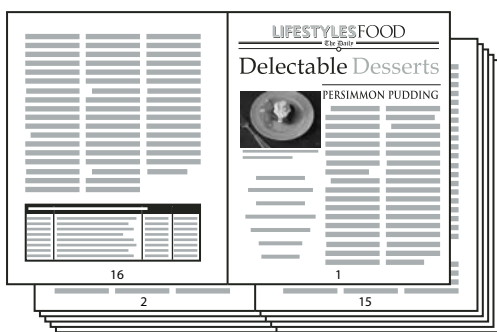 LIFESTYLESFOOD
The Daily
Delectable Desserts
PERSIMMON PUDDING
16
1
2
15